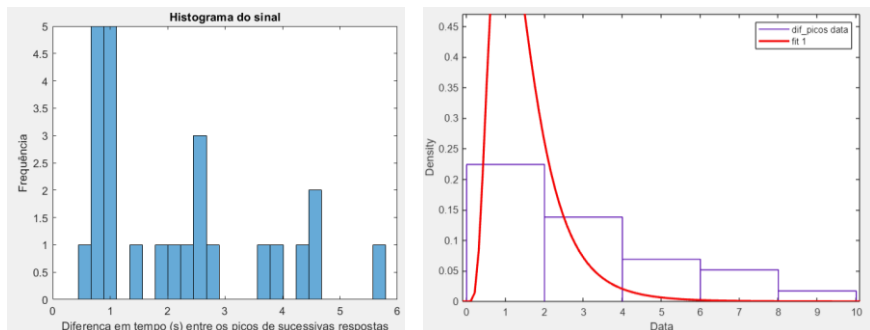 Histograma do sinal
5
4.5
4
3.5
3
2.5
2
1.5
1
0.5
0
Frequência
0 1 2 3 4 5 6
Diferença em tempo (s) entre os picos de sucessivas respostas
0.45
0.4
0.35
0.3
0.25
0.2
0.15
0.1
0.05
0
Density
dif_picos data
fit 1
0 1 2 3 4 5 6 7 8 9 10
Data